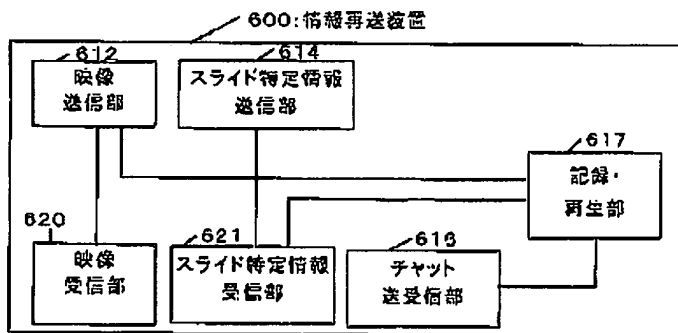 600:情報再送装置
612
映像
送信部
614
スライド特定情報
送信部
617
記録・
再生部
620
映像
受信部
621
スライド特定情報
受信部
616
チャット
送受信部